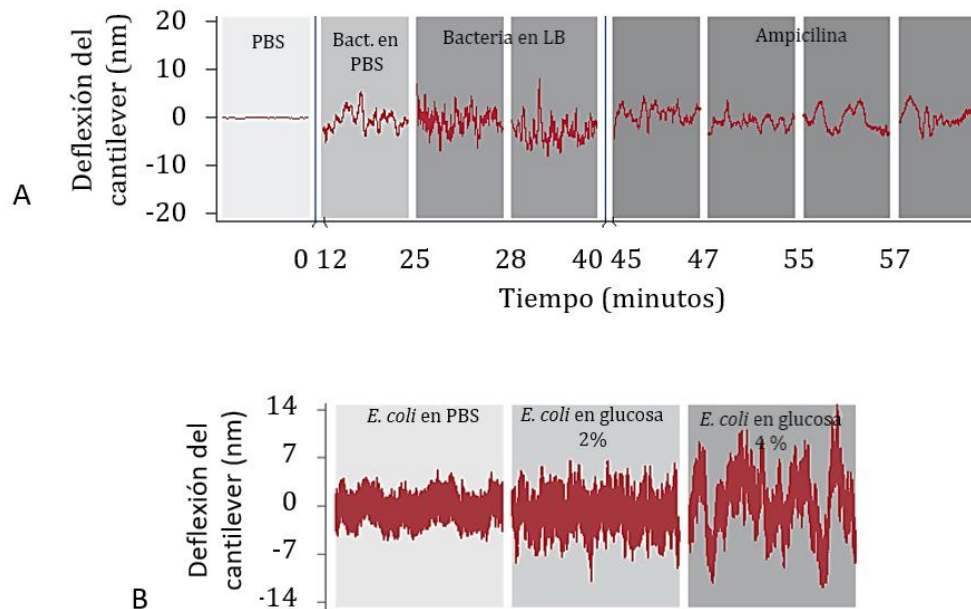 A
Deflexión del
cantilever (nm)
20
10
0
-10
-20
PBS
Bact. en
PBS
Bacteria en LB
Ampicilina
0 12 25 28 40 45 47 55 57
Tiempo (minutos)
B
Deflexión del
cantilever (nm)
14
7
0
-7
-14
E. coli en PBS
E. coli en glucosa
2%
E. coli en glucosa
4 %